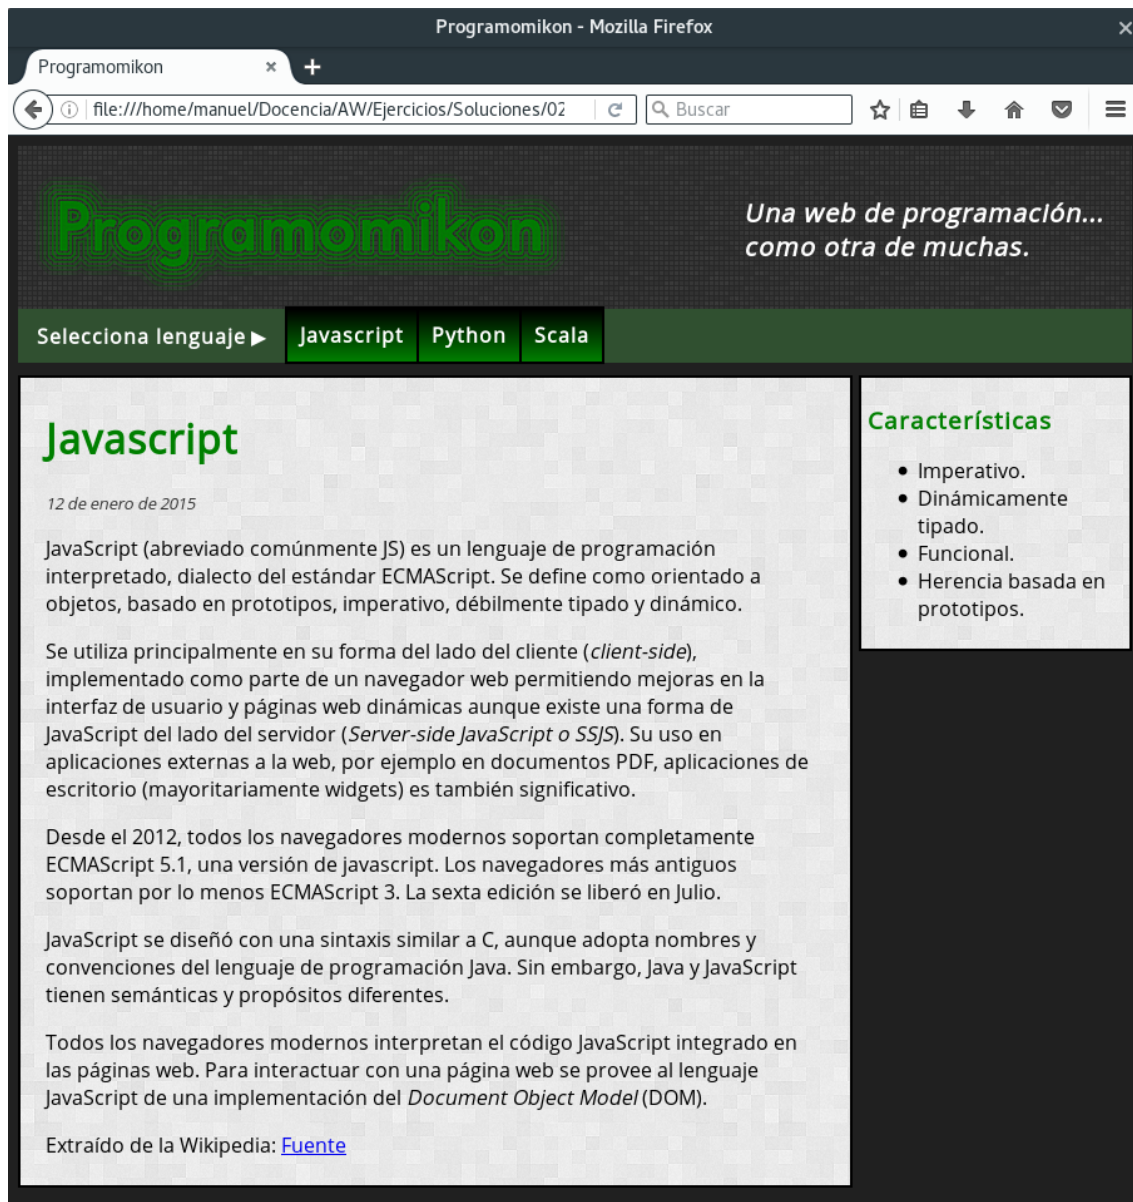 Programomikon - Mozilla Firefox
Programomikon
file:///home/manuel/Docencia/AW/Ejercicios/Soluciones/02
Buscar
Programomikon
Una web de programación...
como otra de muchas.
Selecciona lenguaje ▶ Javascript Python Scala
Javascript
12 de enero de 2015
JavaScript (abreviado comúnmente JS) es un lenguaje de programación
interpretado, dialecto del estándar ECMAScript. Se define como orientado a
objetos, basado en prototipos, imperativo, débilmente tipado y dinámico.
Se utiliza principalmente en su forma del lado del cliente (client-side),
implementado como parte de un navegador web permitiendo mejoras en la
interfaz de usuario y páginas web dinámicas aunque existe una forma de
JavaScript del lado del servidor (Server-side JavaScript o SSJS). Su uso en
aplicaciones externas a la web, por ejemplo en documentos PDF, aplicaciones de
escritorio (mayoritariamente widgets) es también significativo.
Desde el 2012, todos los navegadores modernos soportan completamente
ECMAScript 5.1, una versión de javascript. Los navegadores más antiguos
soportan por lo menos ECMAScript 3. La sexta edición se liberó en Julio.
JavaScript se diseñó con una sintaxis similar a C, aunque adopta nombres y
convenciones del lenguaje de programación Java. Sin embargo, Java y JavaScript
tienen semánticas y propósitos diferentes.
Todos los navegadores modernos interpretan el código JavaScript integrado en
las páginas web. Para interactuar con una página web se provee al lenguaje
JavaScript de una implementación del Document Object Model (DOM).
Extraído de la Wikipedia: Fuente
Características
• Imperativo.
• Dinámicamente
tipado.
• Funcional.
• Herencia basada en
prototipos.